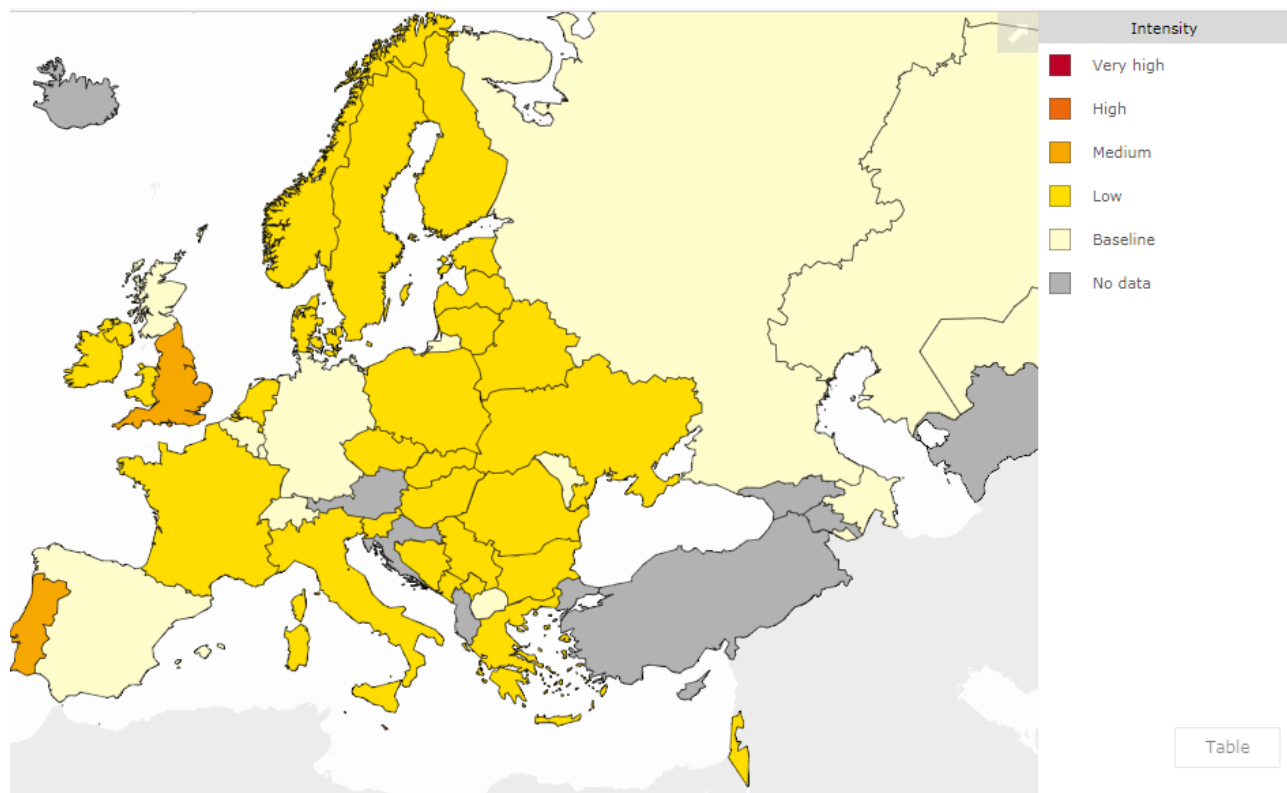 Intensity
Very high
High
Medium
Low
Baseline
No data
Table